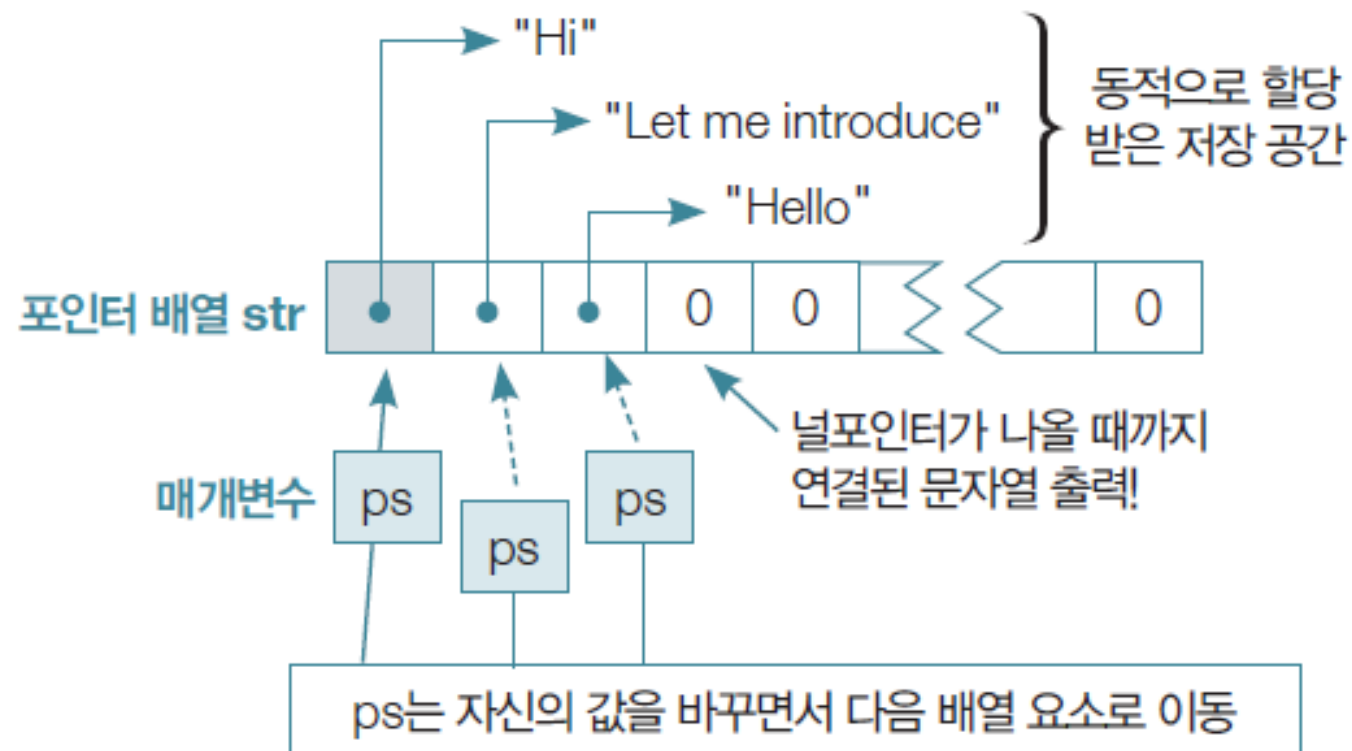 "Hi"
"Let me introduce"
"Hello"
동적으로 할당
받은 저장 공간
포인터 배열 str
0 0 0
널포인터가 나올 때까지
연결된 문자열 출력!
매개변수
ps
ps
ps
ps는 자신의 값을 바꾸면서 다음 배열 요소로 이동